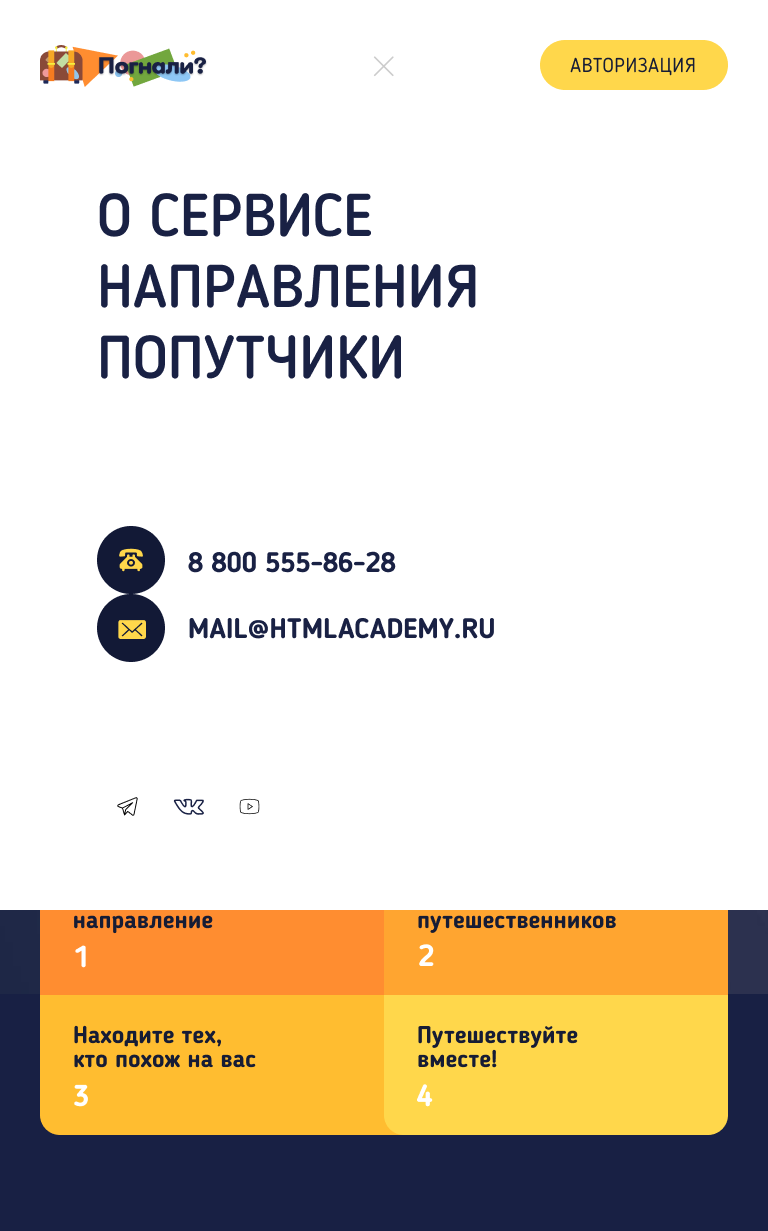 Погнали?
АВТОРИЗАЦИЯ
О СЕРВИСЕ
НАПРАВЛЕНИЯ
ПОПУТЧИКИ
8 800 555-86-28
MAIL@HTMLACADEMY.RU
направление
1
путешественников
2
Находите тех,
кто похож на вас
3
Путешествуйте
вместе!
4